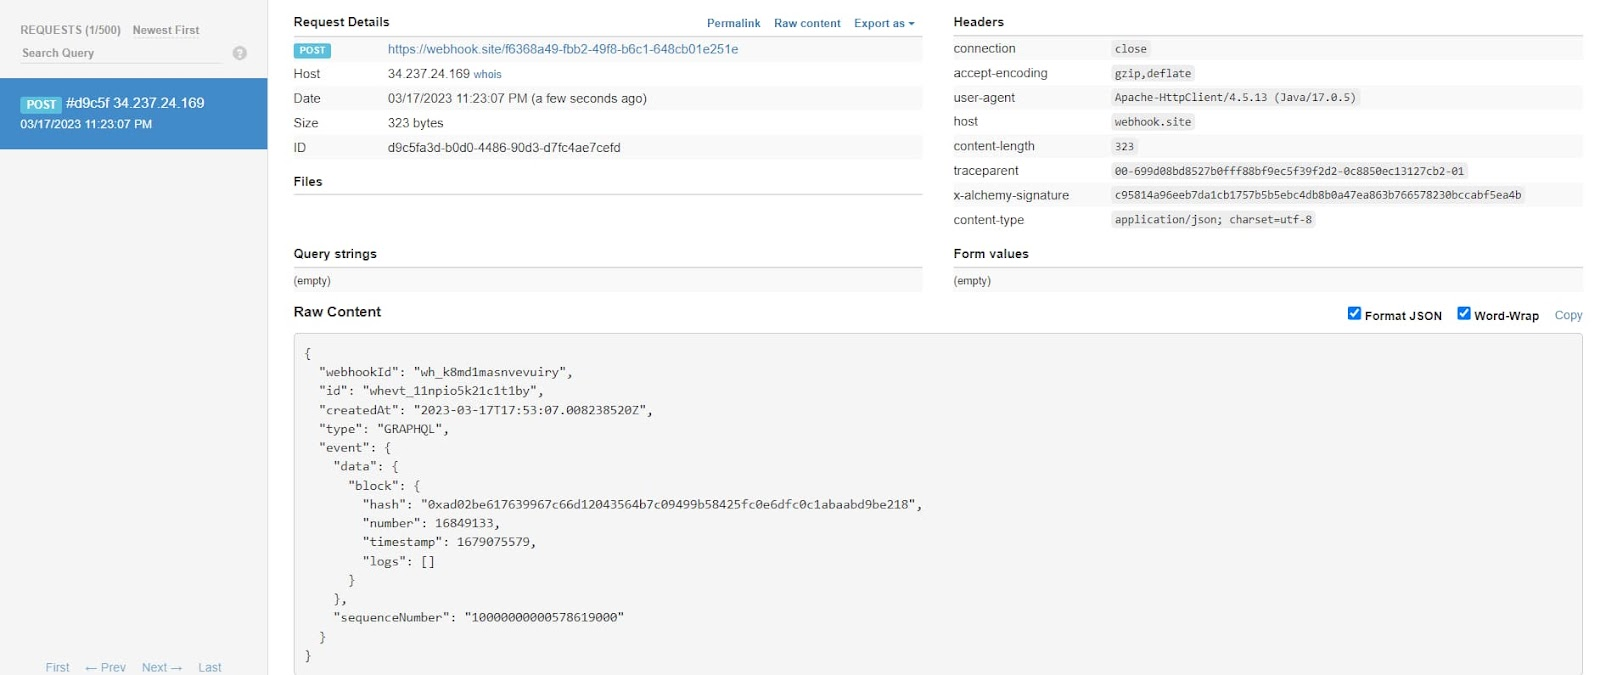 REQUESTS (1/500) Newest First
Search Query
?
POST #d9c5f 34.237.24.169
03/17/2023 11:23:07 PM
First ← Prev Next → Last
Request Details Permalink Raw content Export as
POST https://webhook.site/f6368a49-fbb2-49f8-b6c1-648cb01e251e
Host 34.237.24.169 whois
Date 03/17/2023 11:23:07 PM (a few seconds ago)
Size 323 bytes
ID d9c5fa3d-b0d0-4486-90d3-d7fc4ae7cefd
Files
Headers
connection close
accept-encoding gzip,deflate
user-agent Apache-HttpClient/4.5.13 (Java/17.0.5)
host webhook.site
content-length 323
traceparent 00-699d08bd8527b0fff88bf9ec5f39f2d2-0c8850ec13127cb2-01
x-alchemy-signature c95814a96eeb7da1cb1757b5b5ebc4db8b0a47ea863b766578230bccabf5ea4b
content-type application/json; charset=utf-8
Query strings
(empty)
Form values
(empty)
Raw Content Format JSON Word-Wrap Copy
{
"webhookId": "wh_k8md1masnvevuiry",
"id": "whevt_11npio5k21c1t1by",
"createdAt": "2023-03-17T17:53:07.008238520Z",
"type": "GRAPHQL",
"event": {
"data": {
"block": {
"hash": "0xad02be617639967c66d12043564b7c09499b58425fc0e6dfc0c1abaabd9be218",
"number": 16849133,
"timestamp": 1679075579,
"logs": []
}
},
"sequenceNumber": "10000000000578619000"
}
}